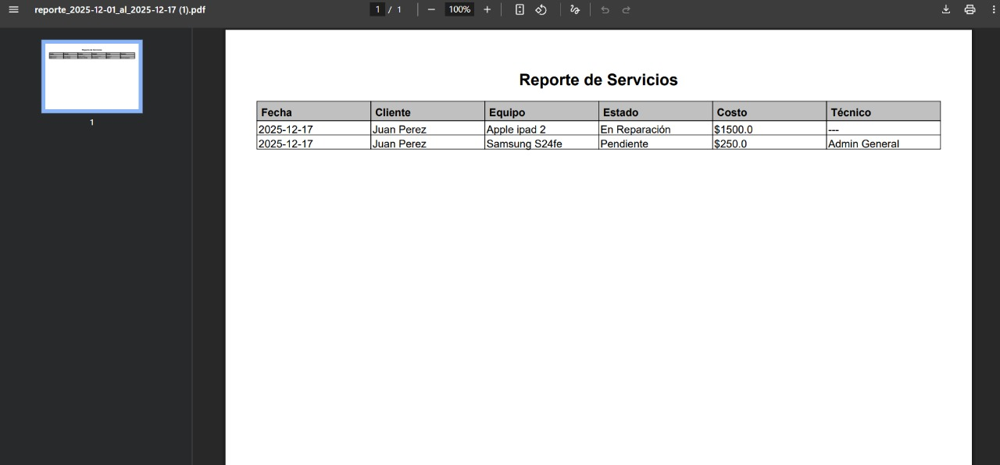 reporte_2025-12-01_al_2025-12-17 (1).pdf
1 / 1
100%
1
Reporte de Servicios
Fecha Cliente Equipo Estado Costo Técnico
2025-12-17 Juan Perez Apple ipad 2 En Reparación $1500.0 ---
2025-12-17 Juan Perez Samsung S24fe Pendiente $250.0 Admin General